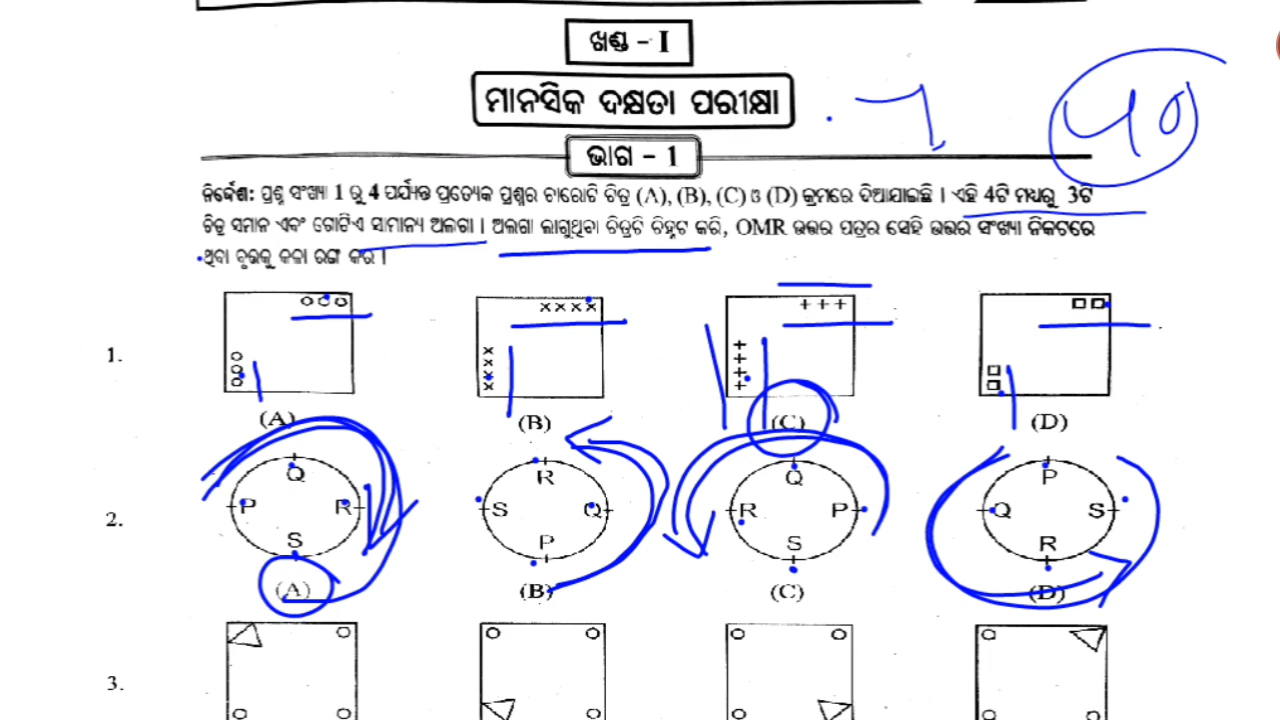 ଖଣ୍ଡ - I
ମାନସିକ ଦକ୍ଷତା ପରୀକ୍ଷା
ଭାଗ - 1
୩୦
ନିର୍ଦ୍ଦେଶ: ପ୍ରଶ୍ନ ସଂଖ୍ୟା 1 ରୁ 4 ପର୍ଯ୍ୟନ୍ତ ପ୍ରତ୍ୟେକ ପ୍ରଶ୍ନର ଚାରୋଟି ଚିତ୍ର (A), (B), (C) ଓ (D) କ୍ରମରେ ଦିଆଯାଇଛି । ଏହି 4ଟି ମଧ୍ୟରୁ 3ଟି
ଚିତ୍ର ସମାନ ଏବଂ ଗୋଟିଏ ସାମାନ୍ୟ ଅଲଗା । ଅଲଗା ଲାଗୁଥିବା ଚିତ୍ରଟି ଚିହ୍ନଟ କରି, OMR ଉତ୍ତର ପତ୍ରର ସେହି ଉତ୍ତର ସଂଖ୍ୟା ନିକଟରେ
ଥିବା ବୃତ୍ତକୁ କଳା ରଙ୍ଗ କର ।
1.
(A) (B) (C) (D)
2.
Q R Q P
P R S Q R P Q S
S P S R
(A) (B) (C) (D)
3.